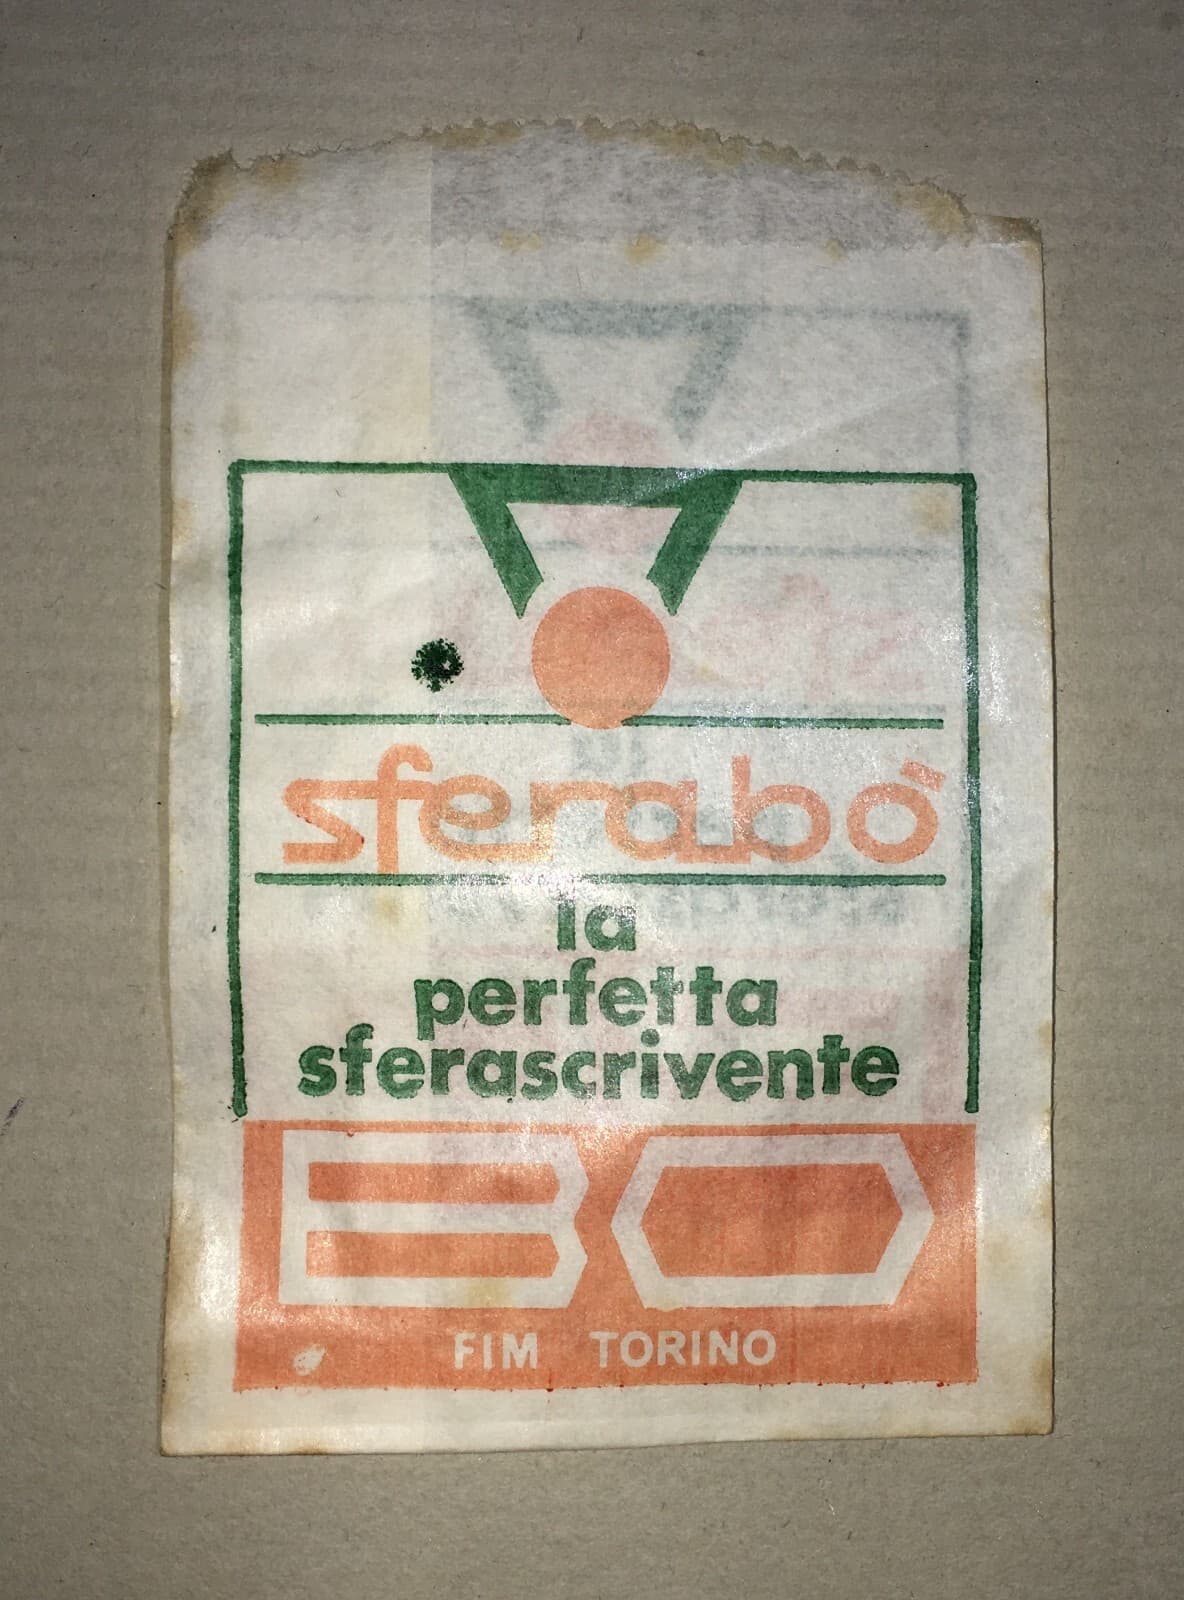 sferabò
la
perfetta
sferascrivente
BO
FIM TORINO